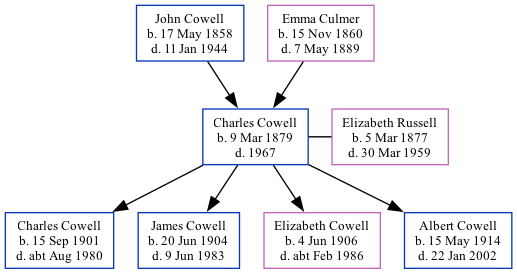 John Cowell
b. 17 May 1858
d. 11 Jan 1944
Emma Culmer
b. 15 Nov 1860
d. 7 May 1889
Charles Cowell
b. 9 Mar 1879
d. 1967
Elizabeth Russell
b. 5 Mar 1877
d. 30 Mar 1959
Charles Cowell
b. 15 Sep 1901
d. abt Aug 1980
James Cowell
b. 20 Jun 1904
d. 9 Jun 1983
Elizabeth Cowell
b. 4 Jun 1906
d. abt Feb 1986
Albert Cowell
b. 15 May 1914
d. 22 Jan 2002